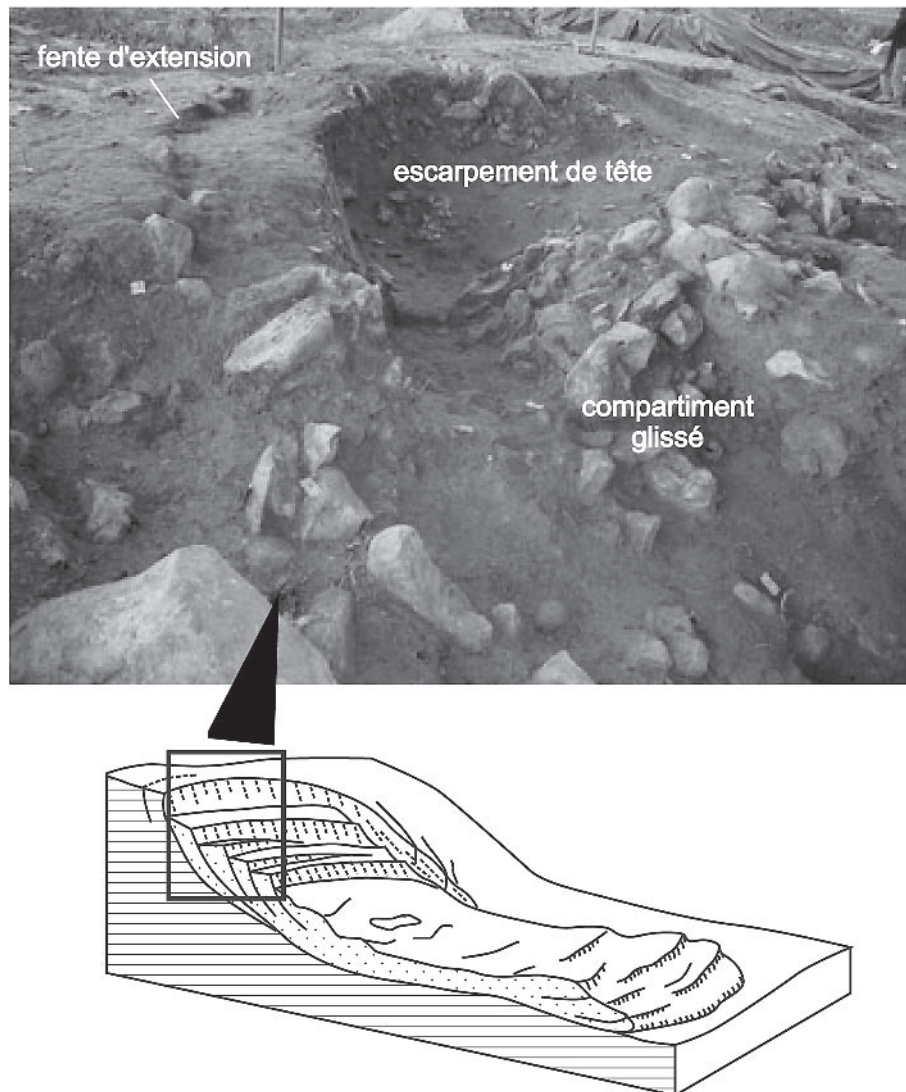 fente d'extension
escarpement de tête
compartiment
glissé